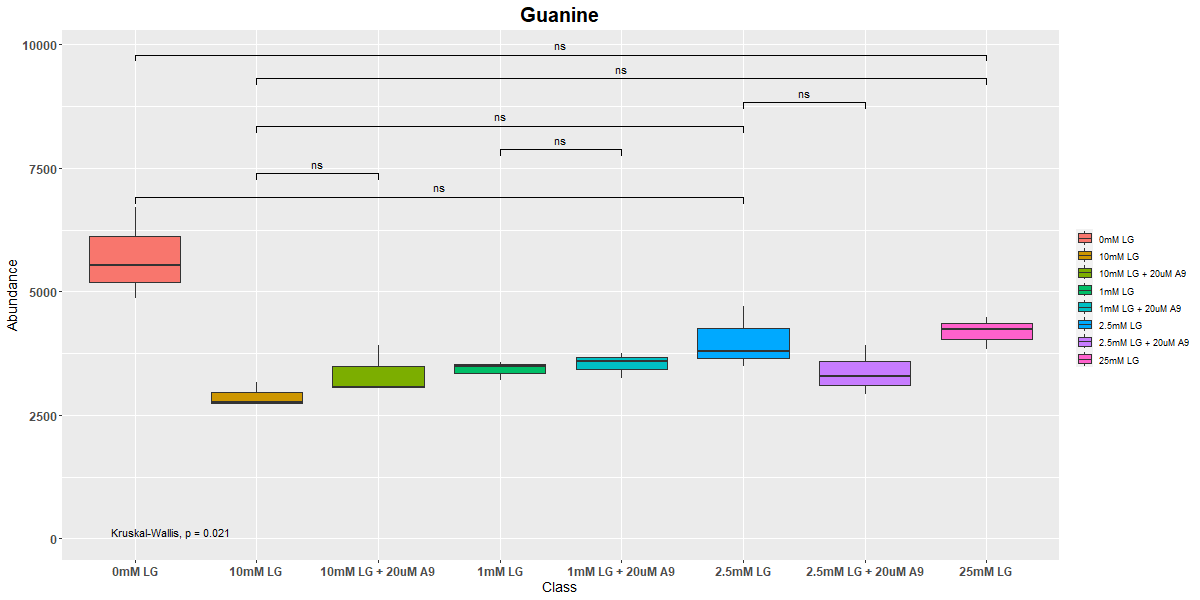 Guanine
Abundance
10000
7500
5000
2500
0
ns
ns
ns
ns
ns
ns
ns
Kruskal-Wallis, p = 0.021
0mM LG
10mM LG
10mM LG + 20uM A9
1mM LG
1mM LG + 20uM A9
2.5mM LG
2.5mM LG + 20uM A9
25mM LG
Class
0mM LG
10mM LG
10mM LG + 20uM A9
1mM LG
1mM LG + 20uM A9
2.5mM LG
2.5mM LG + 20uM A9
25mM LG